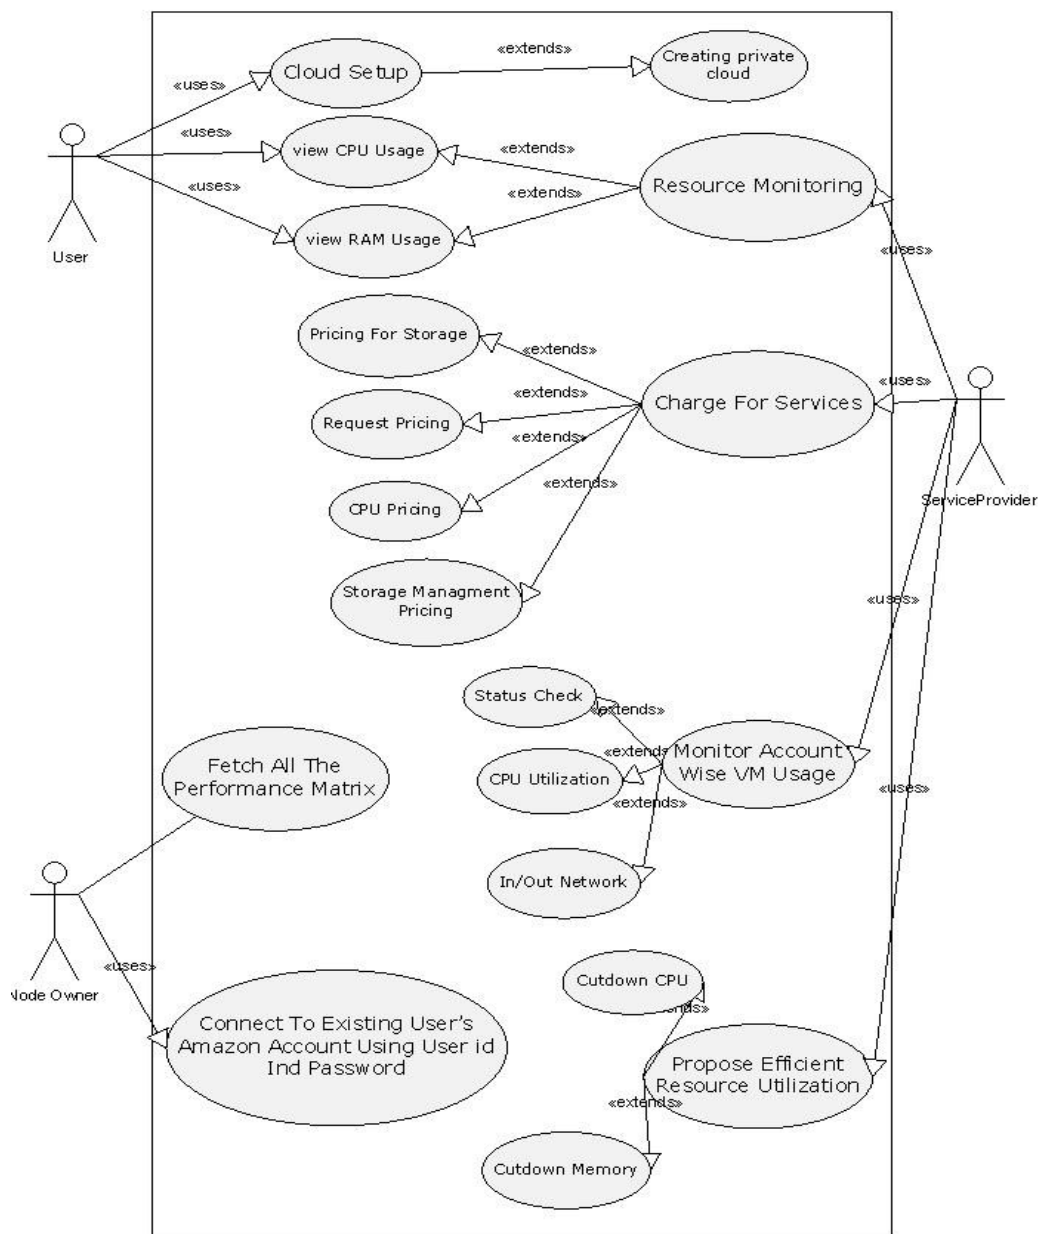 «extends»
Creating private
cloud
Cloud Setup
«uses»
«uses»
view CPU Usage
«extends»
Resource Monitoring
«uses»
«extends»
view RAM Usage
User
«uses»
Pricing For Storage
«extends»
Charge For Services
«uses»
«extends»
Request Pricing
«extends»
CPU Pricing
«extends»
ServiceProvider
Storage Managment
Pricing
«uses»
Status Check
«extends»
Monitor Account
Wise VM Usage
«extends»
CPU Utilization
«extends»
«uses»
Fetch All The
Performance Matrix
In/Out Network
«uses»
Node Owner
Cutdown CPU
ends»
Connect To Existing User's
Amazon Account Using User id
Ind Password
Propose Efficient
Resource Utilization
«extends»
Cutdown Memory